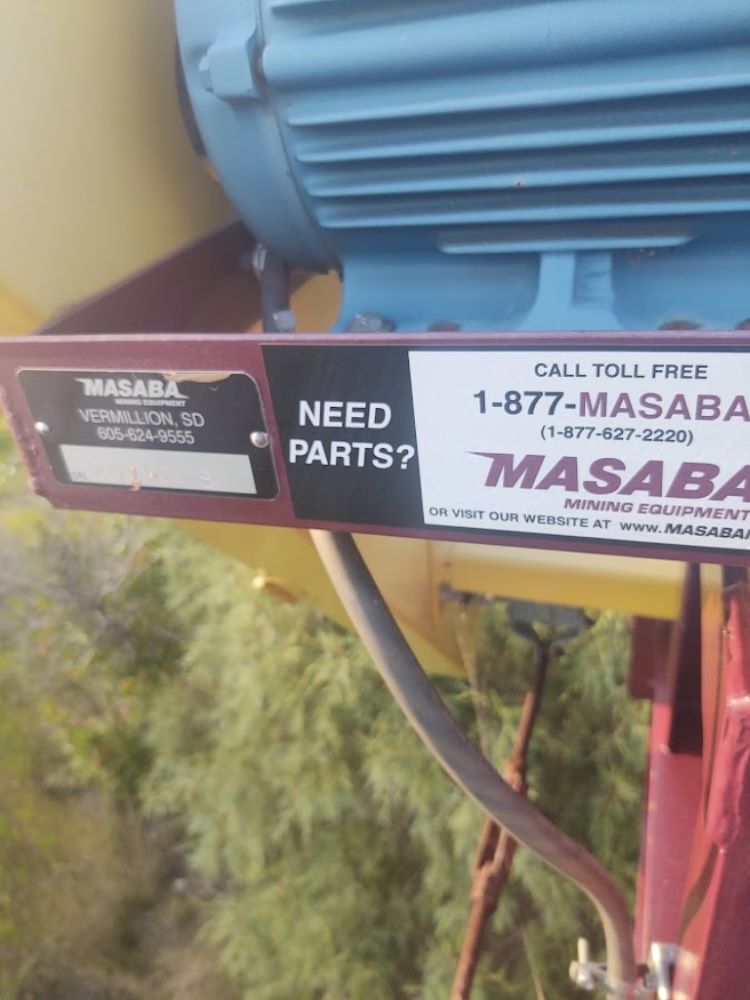 MASABA
MINING EQUIPMENT
VERMILLION, SD
605-624-9555
S/N
NEED
PARTS?
CALL TOLL FREE
1-877-MASABA
(1-877-627-2220)
MASABA
MINING EQUIPMENT
OR VISIT OUR WEBSITE AT www.MASABA